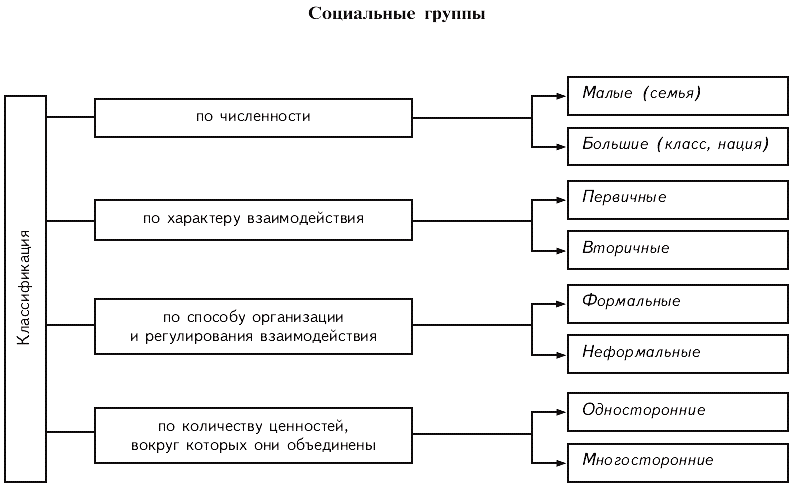 Социальные группы
Классификация
по численности
Малые (семья)
Большие (класс, нация)
по характеру взаимодействия
Первичные
Вторичные
по способу организации
и регулирования взаимодействия
Формальные
Неформальные
по количеству ценностей,
вокруг которых они объединены
Односторонние
Многосторонние